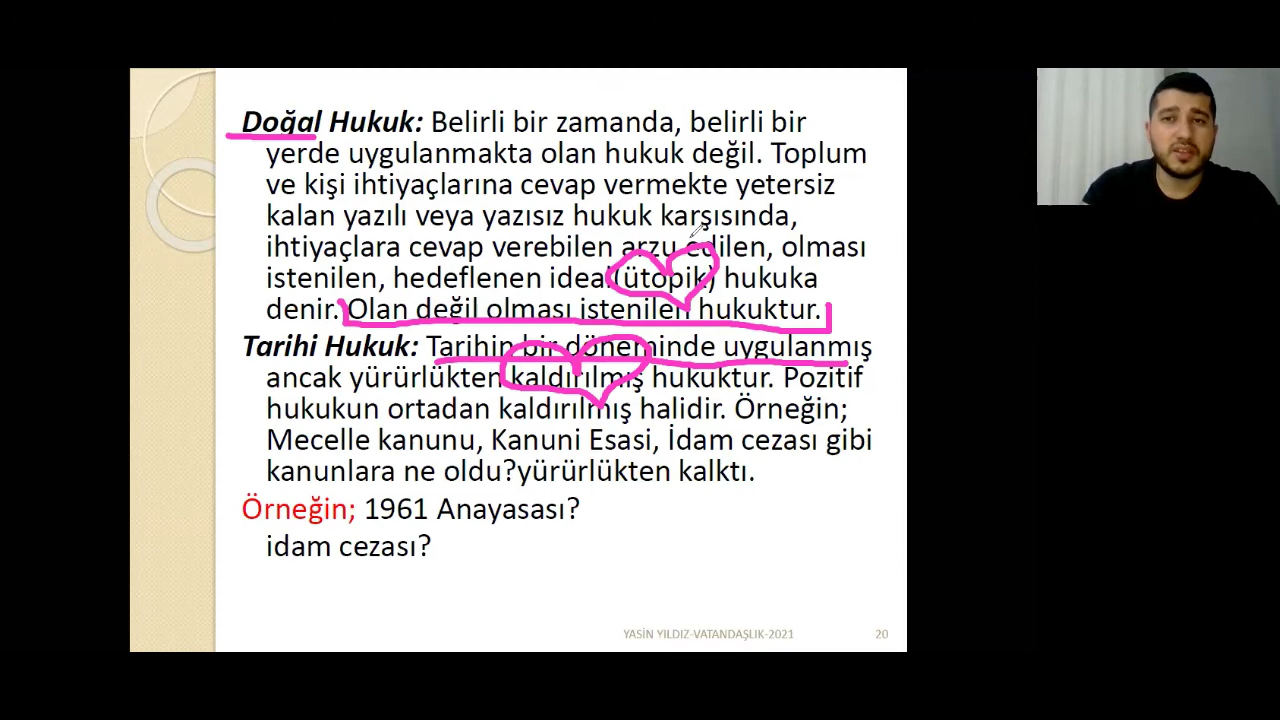 Doğal Hukuk: Belirli bir zamanda, belirli bir
yerde uygulanmakta olan hukuk değil. Toplum
ve kişi ihtiyaçlarına cevap vermekte yetersiz
kalan yazılı veya yazısız hukuk karşısında,
ihtiyaçlara cevap verebilen arzu edilen, olması
istenilen, hedeflenen ideal(ütopik) hukuka
denir. Olan değil olması istenilen hukuktur.
Tarihi Hukuk: Tarihin bir döneminde uygulanmış
ancak yürürlükten kaldırılmış hukuktur. Pozitif
hukukun ortadan kaldırılmış halidir. Örneğin;
Mecelle kanunu, Kanuni Esasi, İdam cezası gibi
kanunlara ne oldu?yürürlükten kalktı.
Örneğin; 1961 Anayasası?
idam cezası?
YASİN YILDIZ-VATANDAŞLIK-2021 20